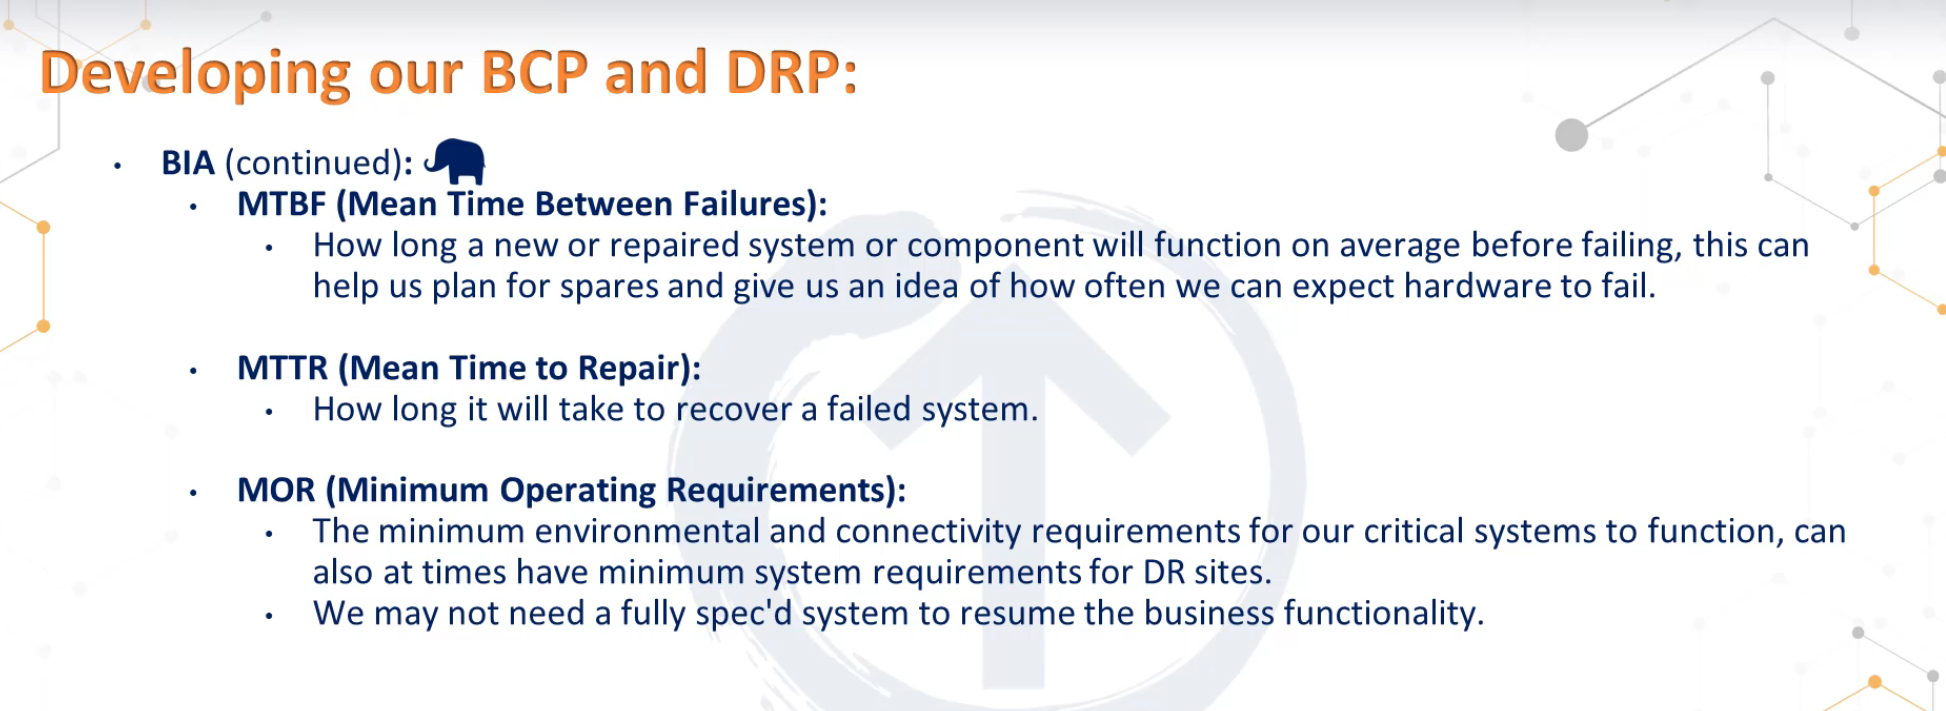 Developing our BCP and DRP:
• BIA (continued):
• MTBF (Mean Time Between Failures):
• How long a new or repaired system or component will function on average before failing, this can
help us plan for spares and give us an idea of how often we can expect hardware to fail.
• MTTR (Mean Time to Repair):
• How long it will take to recover a failed system.
• MOR (Minimum Operating Requirements):
• The minimum environmental and connectivity requirements for our critical systems to function, can
also at times have minimum system requirements for DR sites.
• We may not need a fully spec'd system to resume the business functionality.